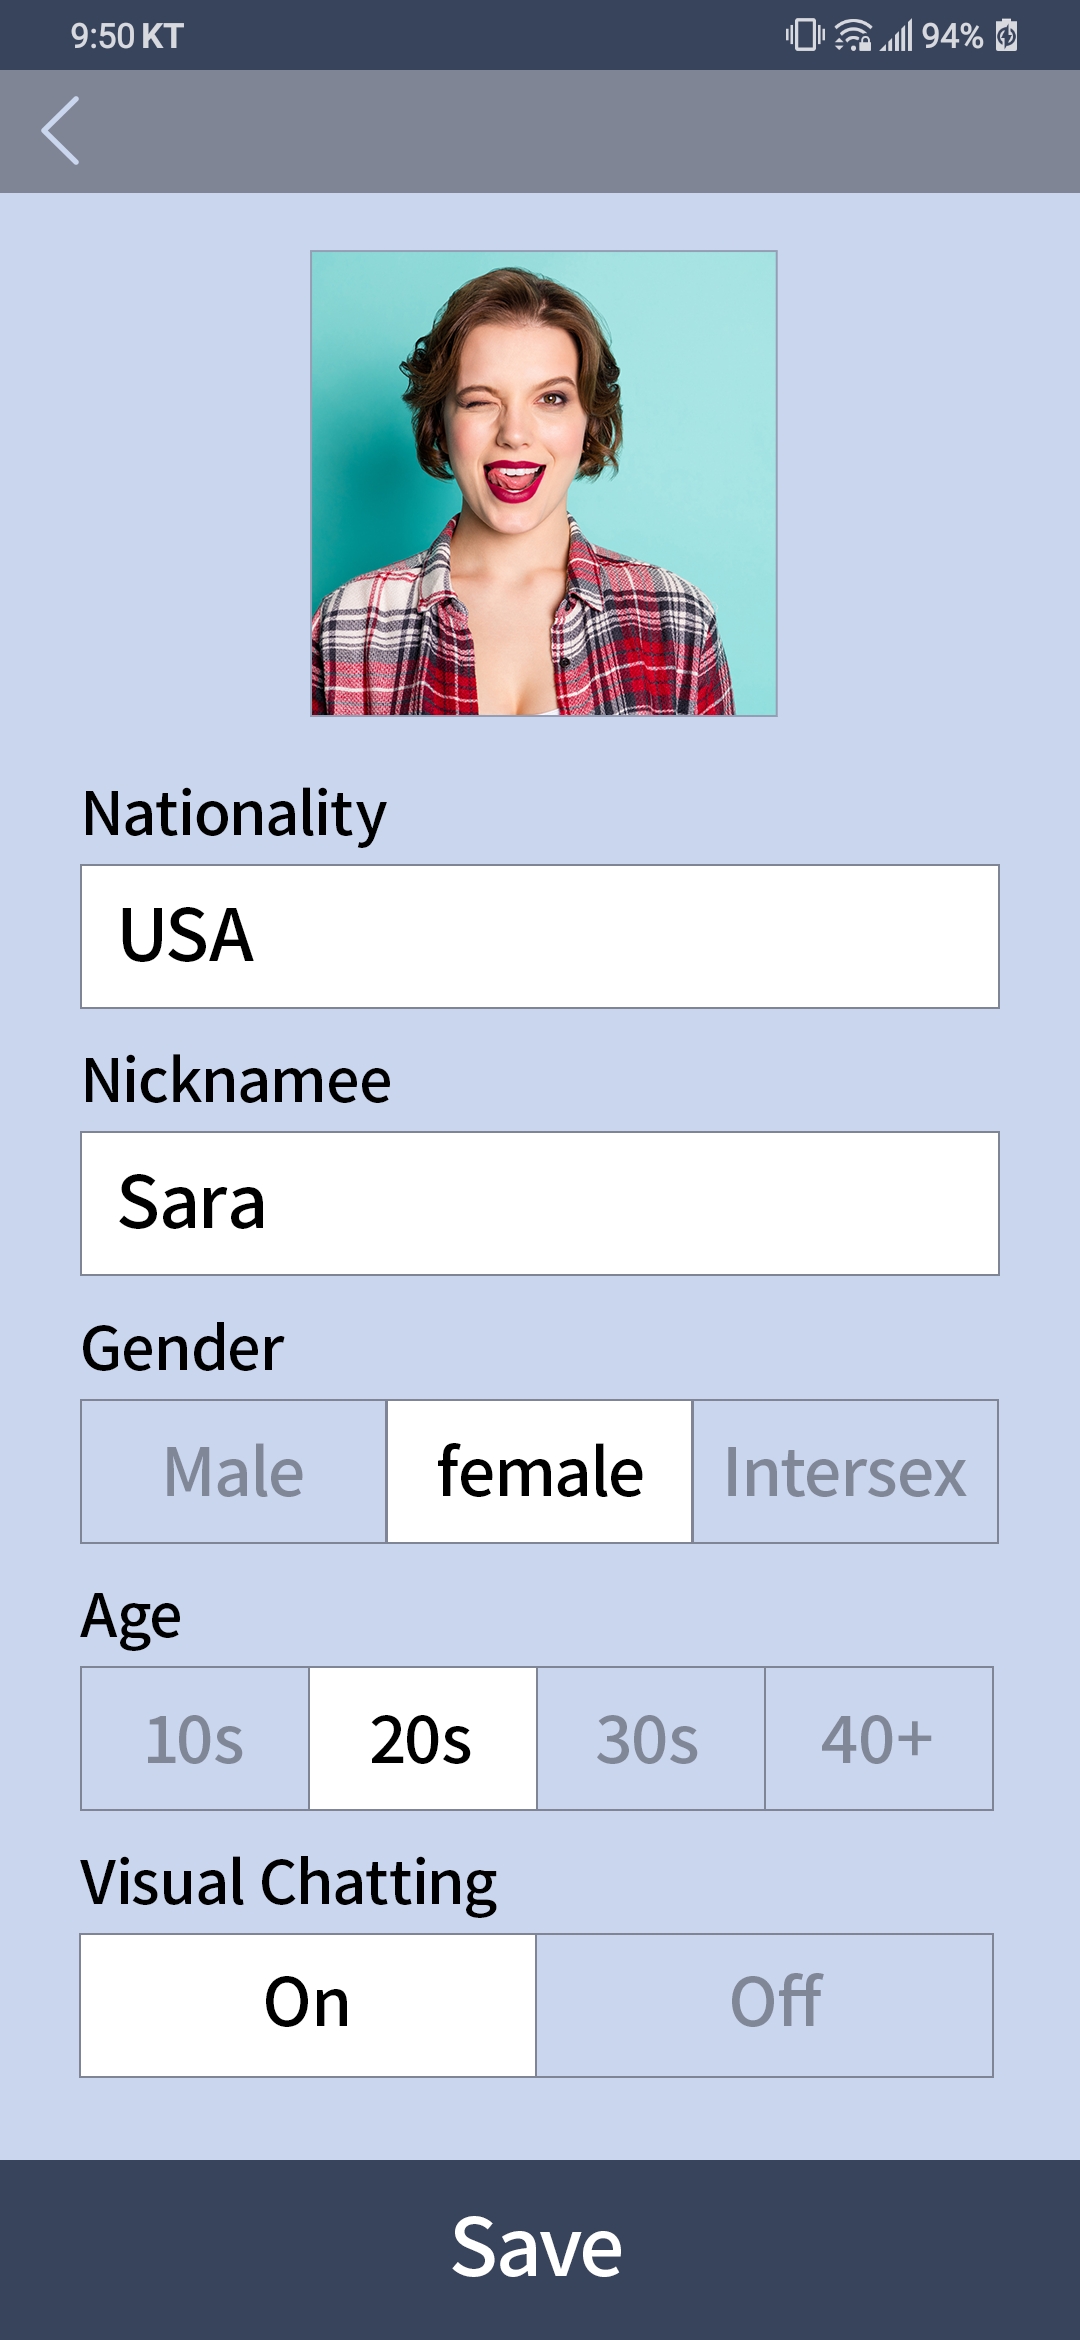 9:50 KT 94%
Nationality
USA
Nicknamee
Sara
Gender
Male female Intersex
Age
10s 20s 30s 40+
Visual Chatting
On Off
Save